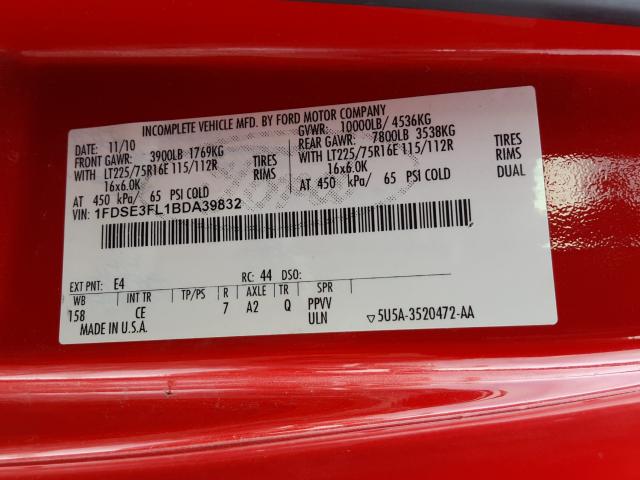 INCOMPLETE VEHICLE MFD. BY FORD MOTOR COMPANY
DATE: 11/10 GVWR: 10000LB/ 4536KG
FRONT GAWR: 3900LB 1769KG REAR GAWR: 7800LB 3538KG
WITH LT225/75R16E 115/112R TIRES WITH LT225/75R16E 115/112R TIRES
16x6.0K RIMS 16x6.0K RIMS
AT 450 kPa/ 65 PSI COLD AT 450 kPa/ 65 PSI COLD DUAL
VIN: 1FDSE3FL1BDA39832
EXT PNT: E4 RC: 44 DSO:
WB INT TR TP/PS R AXLE TR SPR
158 CE 7 A2 Q PPVV
MADE IN U.S.A. ULN ▽5U5A-3520472-AA